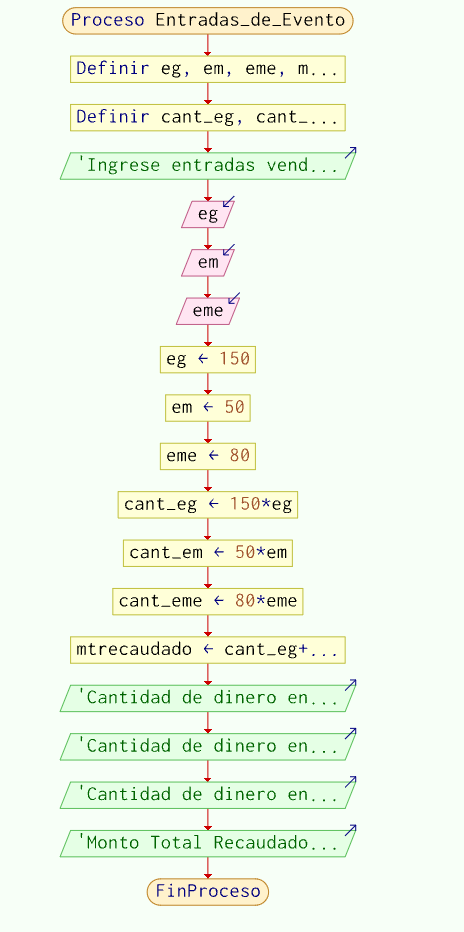 Proceso Entradas_de_Evento
Definir eg, em, eme, m...
Definir cant_eg, cant_...
'Ingrese entradas vend...
eg
em
eme
eg ← 150
em ← 50
eme ← 80
cant_eg ← 150*eg
cant_em ← 50*em
cant_eme ← 80*eme
mtrecaudado ← cant_eg+...
'Cantidad de dinero en...
'Cantidad de dinero en...
'Cantidad de dinero en...
'Monto Total Recaudado...
FinProceso